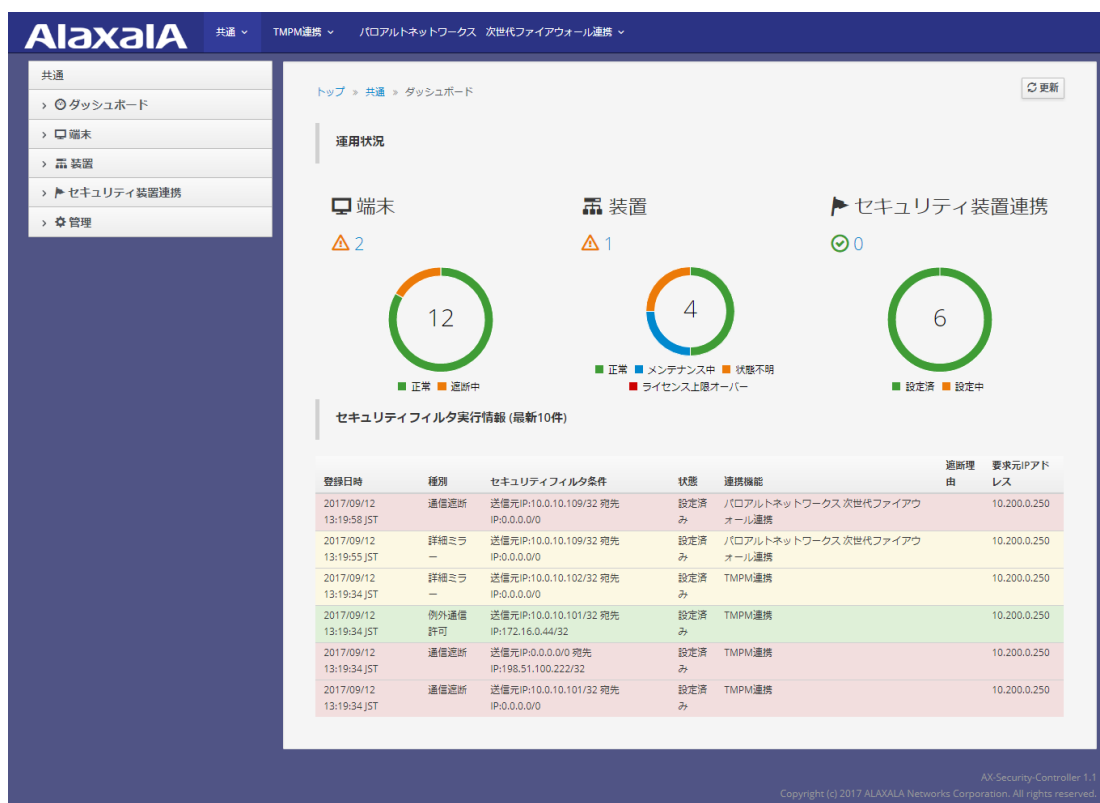 AlaxalA
共通
TMPM連携
パロアルトネットワークス 次世代ファイアウォール連携
共通
ダッシュボード
端末
装置
セキュリティ装置連携
管理
トップ » 共通 » ダッシュボード
更新
運用状況
端末
装置
セキュリティ装置連携
2
1
0
12
4
6
正常 遮断中
正常 メンテナンス中 状態不明
ライセンス上限オーバー
設定済 設定中
セキュリティフィルタ実行情報 (最新10件)
遮断理 要求元IPアド
登録日時 種別 セキュリティフィルタ条件 状態 連携機能 由 レス
2017/09/12 通信遮断 送信元IP:10.0.10.109/32 宛先 設定済 パロアルトネットワークス 次世代ファイアウ 10.200.0.250
13:19:58 JST IP:0.0.0.0/0 み ォール連携
2017/09/12 詳細ミラ 送信元IP:10.0.10.109/32 宛先 設定済 パロアルトネットワークス 次世代ファイアウ 10.200.0.250
13:19:55 JST ー IP:0.0.0.0/0 み ォール連携
2017/09/12 詳細ミラ 送信元IP:10.0.10.102/32 宛先 設定済 TMPM連携 10.200.0.250
13:19:34 JST ー IP:0.0.0.0/0 み
2017/09/12 例外通信 送信元IP:10.0.10.101/32 宛先 設定済 TMPM連携 10.200.0.250
13:19:34 JST 許可 IP:172.16.0.44/32 み
2017/09/12 通信遮断 送信元IP:0.0.0.0/0 宛先 設定済 TMPM連携 10.200.0.250
13:19:34 JST IP:198.51.100.222/32 み
2017/09/12 通信遮断 送信元IP:10.0.10.101/32 宛先 設定済 TMPM連携 10.200.0.250
13:19:34 JST IP:0.0.0.0/0 み
AX-Security-Controller 1.1
Copyright (c) 2017 ALAXALA Networks Corporation. All rights reserved.